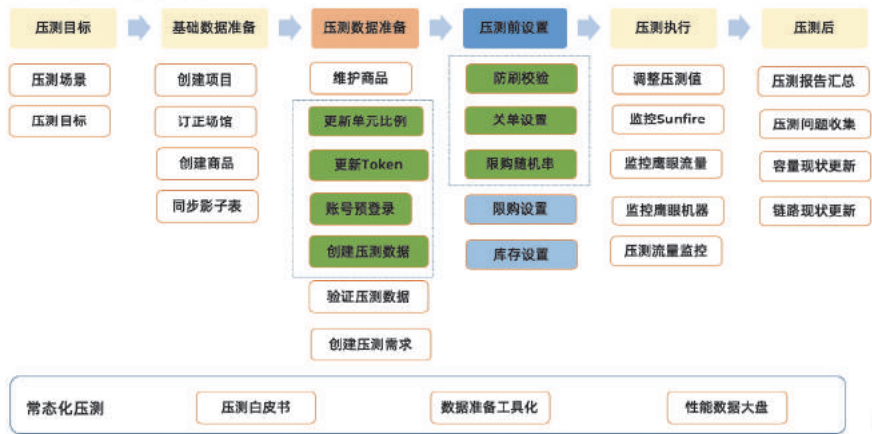 压测目标
基础数据准备
压测数据准备
压测前设置
压测执行
压测后
压测场景
压测目标
创建项目
订正场馆
创建商品
同步影子表
维护商品
更新单元比例
更新Token
账号预登录
创建压测数据
验证压测数据
创建压测需求
防刷校验
关单设置
限购随机串
限购设置
库存设置
调整压测值
监控Sunfire
监控鹰眼流量
监控鹰眼机器
压测流量监控
压测报告汇总
压测问题收集
容量现状更新
链路现状更新
常态化压测
压测白皮书
数据准备工具化
性能数据大盘